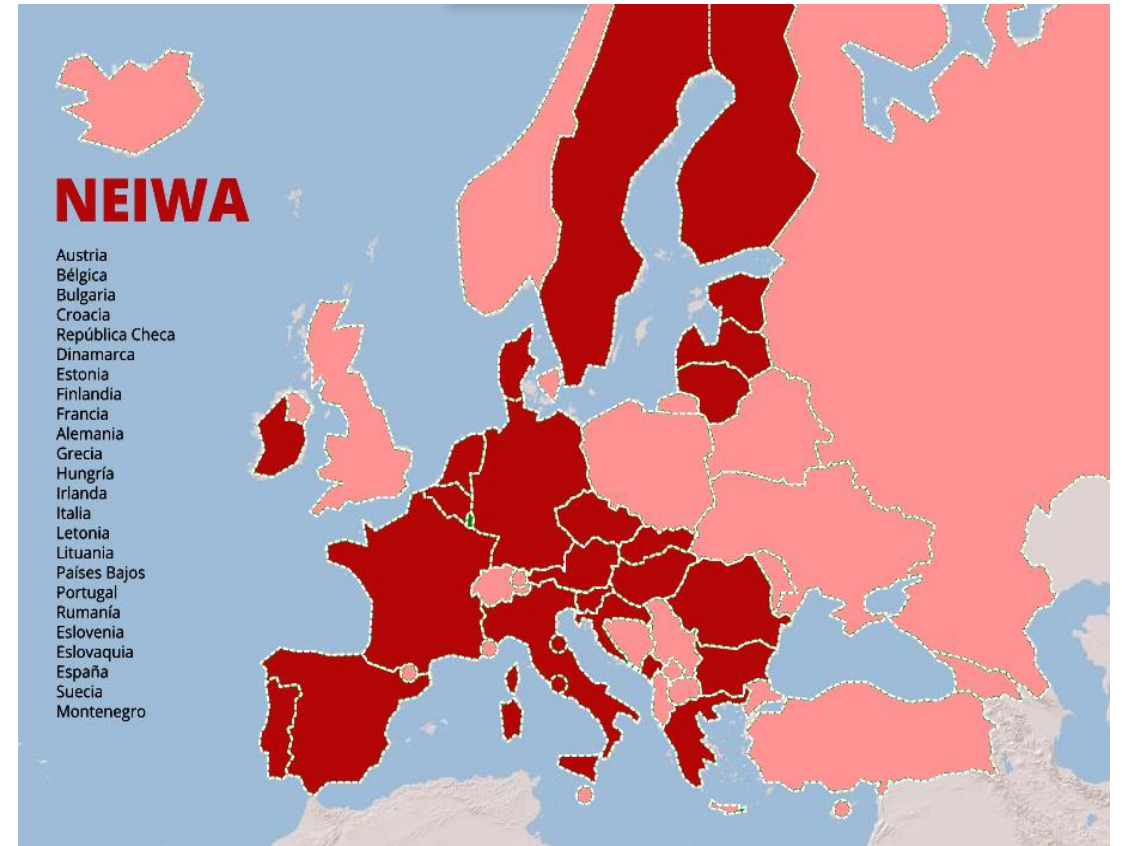 NEIWA
Austria
Bélgica
Bulgaria
Croacia
República Checa
Dinamarca
Estonia
Finlandia
Francia
Alemania
Grecia
Hungría
Irlanda
Italia
Letonia
Lituania
Países Bajos
Portugal
Rumanía
Eslovenia
Eslovaquia
España
Suecia
Montenegro